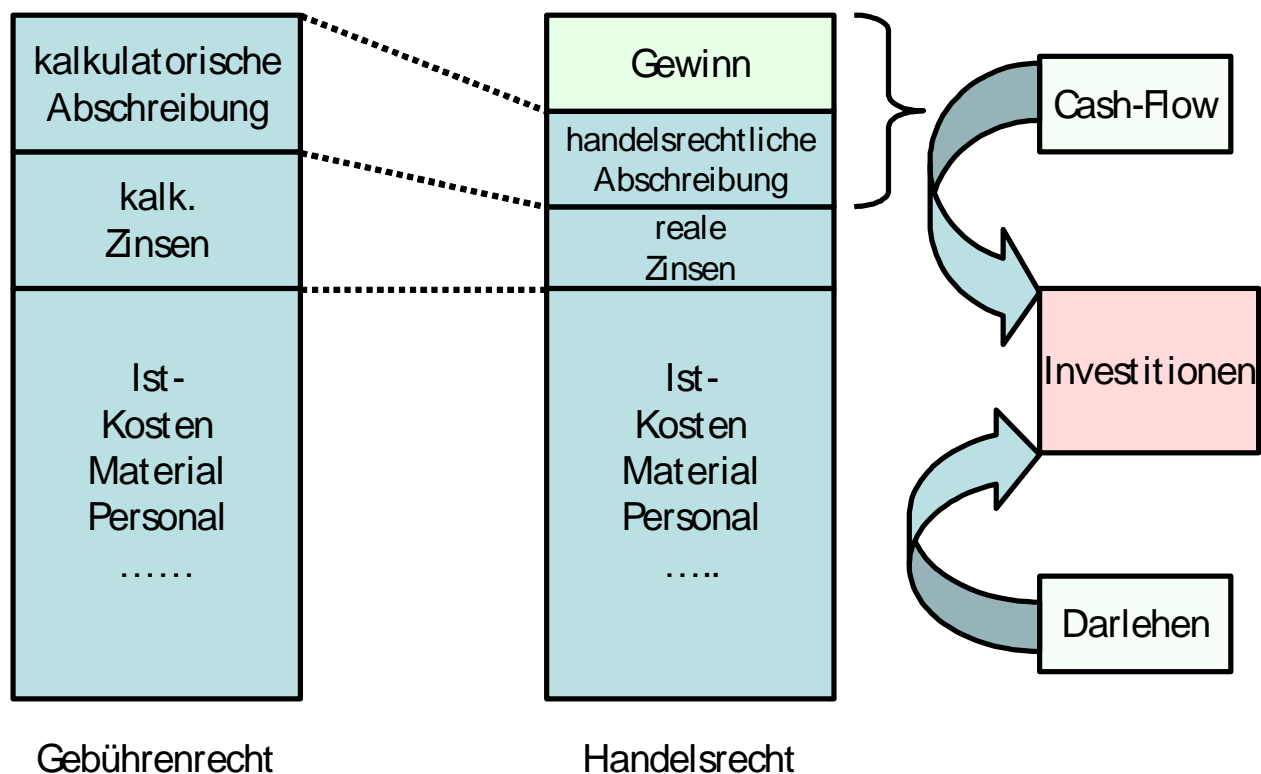 kalkulatorische
Abschreibung
kalk.
Zinsen
Ist-
Kosten
Material
Personal
……
Gebührenrecht
Gewinn
handelsrechtliche
Abschreibung
reale
Zinsen
Ist-
Kosten
Material
Personal
…..
Handelsrecht
Cash-Flow
Investitionen
Darlehen